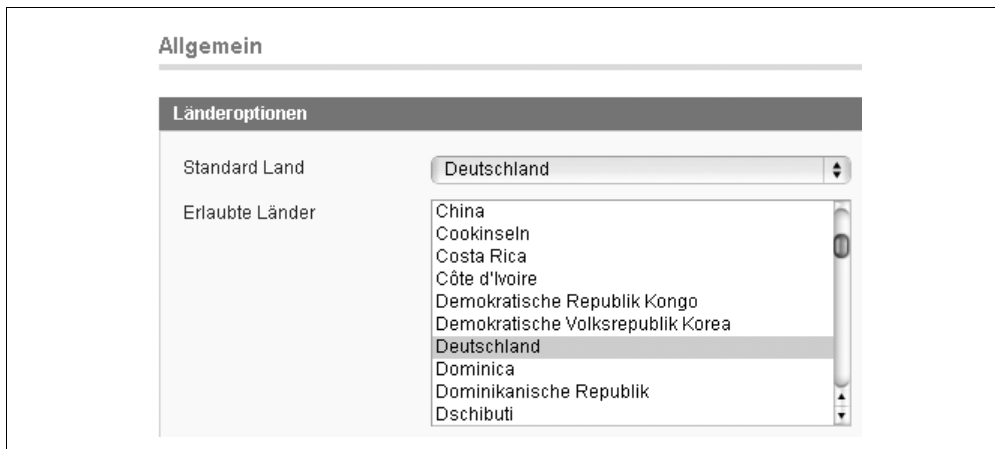 Allgemein
Länderoptionen
Standard Land Deutschland
Erlaubte Länder China
Cookinseln
Costa Rica
Côte d'Ivoire
Demokratische Republik Kongo
Demokratische Volksrepublik Korea
Deutschland
Dominica
Dominikanische Republik
Dschibuti